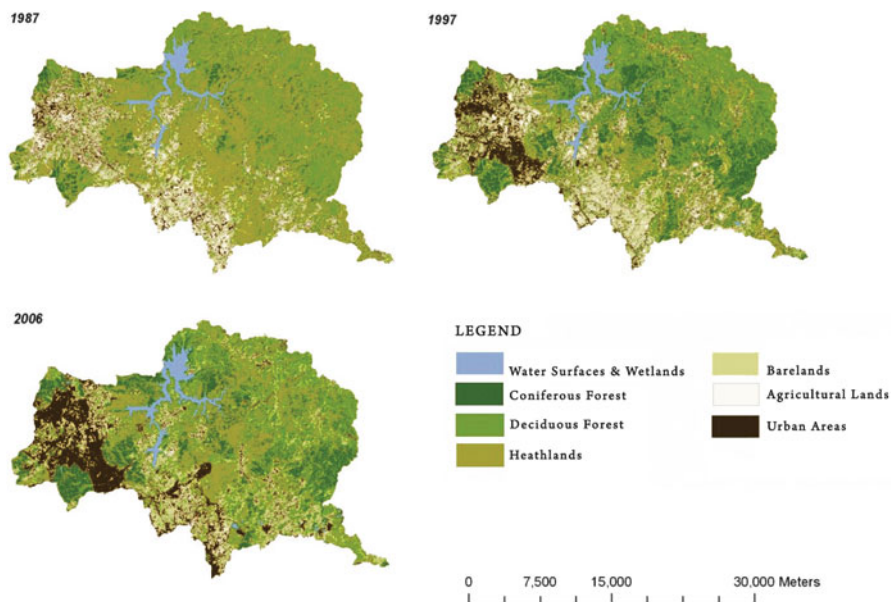 1987
1997
2006
LEGEND
Water Surfaces & Wetlands
Coniferous Forest
Deciduous Forest
Heathlands
Barelands
Agricultural Lands
Urban Areas
0 7,500 15,000 30,000 Meters